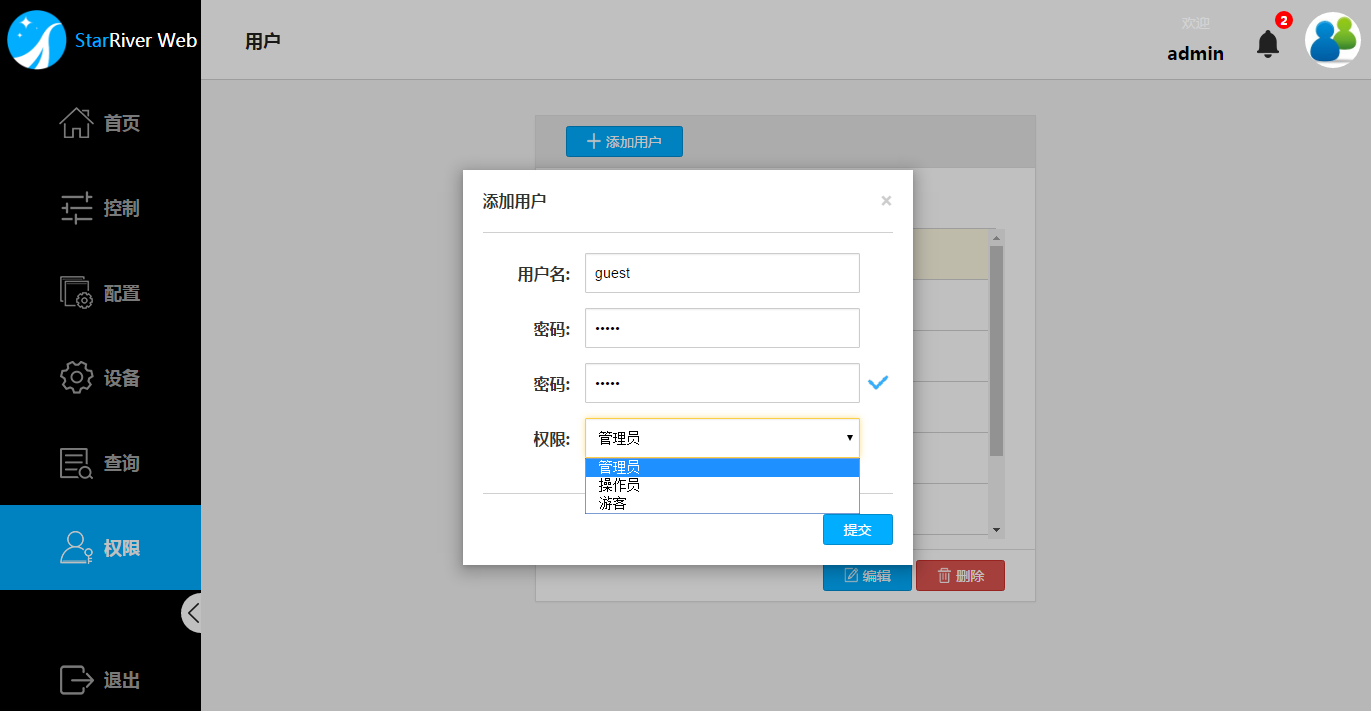 StarRiver Web
用户
欢迎
admin
2
首页
控制
配置
设备
查询
权限
退出
添加用户
添加用户
×
用户名:
guest
密码:
•••••
密码:
•••••
权限:
管理员
管理员
操作员
游客
提交
编辑
删除